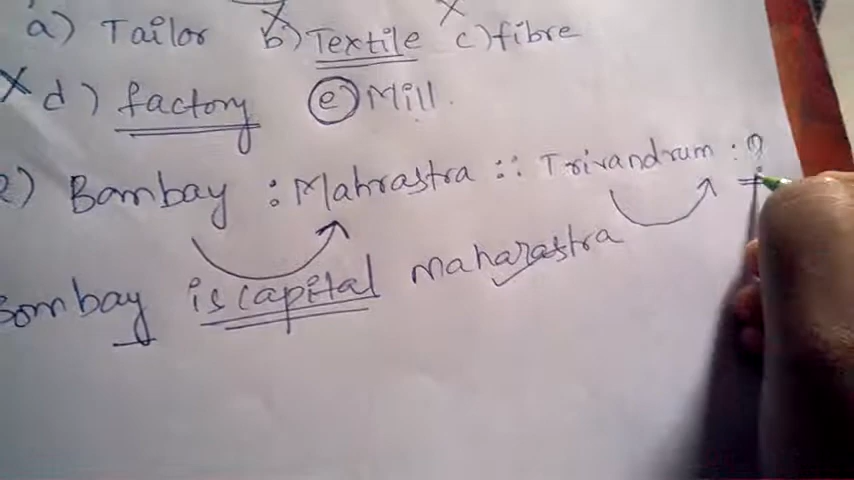 a) Tailor b) Textile c) fibre
d) factory e) Mill
2) Bombay : Mahrastra :: Trivandrum : ?
Bombay is capital maharastra